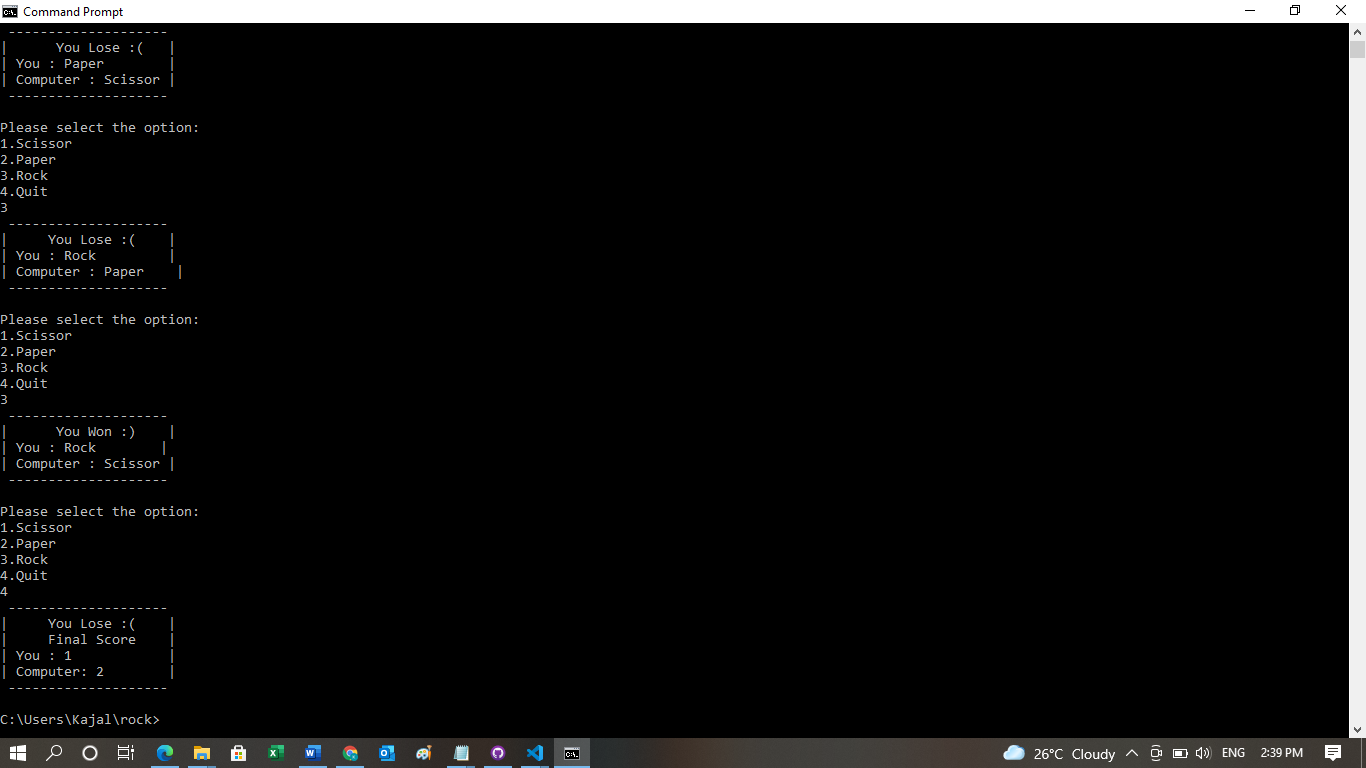 Command Prompt
 --------------------
|      You Lose :(   |
| You : Paper        |
| Computer : Scissor |
 --------------------

Please select the option:
1.Scissor
2.Paper
3.Rock
4.Quit
3
 --------------------
|     You Lose :(    |
| You : Rock         |
| Computer : Paper    |
 --------------------

Please select the option:
1.Scissor
2.Paper
3.Rock
4.Quit
3
 --------------------
|      You Won :)    |
| You : Rock        |
| Computer : Scissor |
 --------------------

Please select the option:
1.Scissor
2.Paper
3.Rock
4.Quit
4
 --------------------
|     You Lose :(    |
|     Final Score    |
| You : 1            |
| Computer: 2        |
 --------------------

C:\Users\Kajal\rock>
26°C Cloudy ENG 2:39 PM